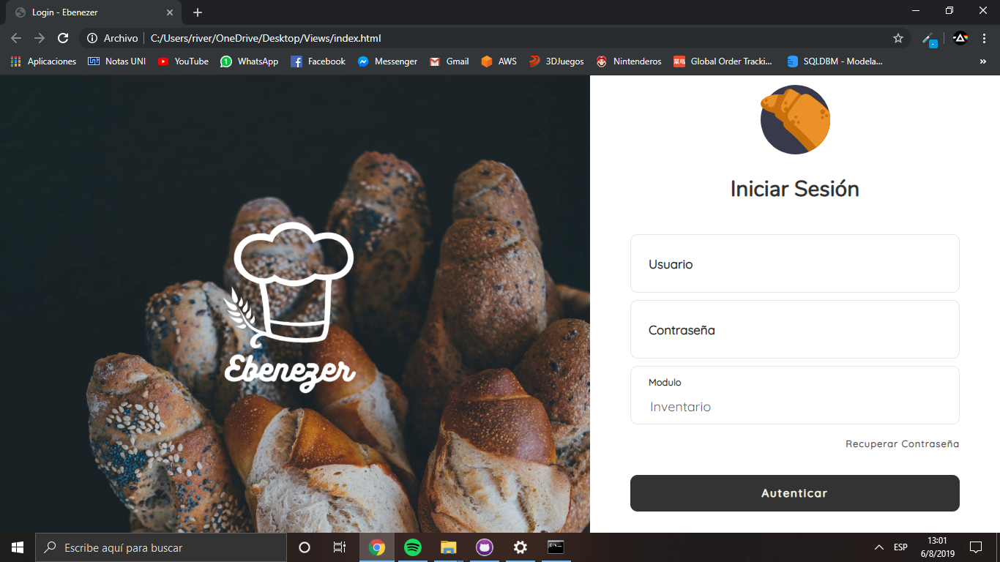 Login - Ebenezer
Archivo C:/Users/river/OneDrive/Desktop/Views/index.html
Aplicaciones Notas UNI YouTube WhatsApp Facebook Messenger Gmail AWS 3DJuegos Nintenderos Global Order Tracki... SQLDBM - Modela... »
Ebenezer
Iniciar Sesión
Usuario
Contraseña
Modulo
Inventario
Recuperar Contraseña
Autenticar
Escribe aquí para buscar
ESP
13:01
6/8/2019